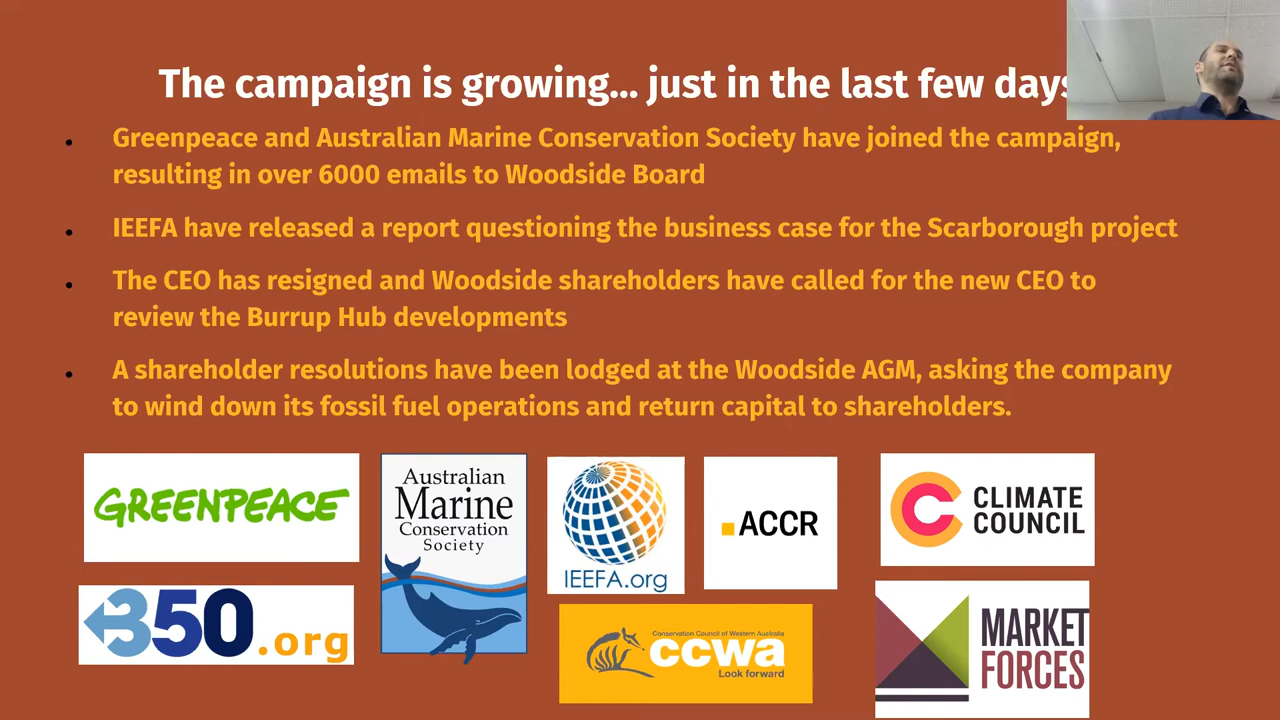 The campaign is growing... just in the last few days
Greenpeace and Australian Marine Conservation Society have joined the campaign,
resulting in over 6000 emails to Woodside Board
IEEFA have released a report questioning the business case for the Scarborough project
The CEO has resigned and Woodside shareholders have called for the new CEO to
review the Burrup Hub developments
A shareholder resolutions have been lodged at the Woodside AGM, asking the company
to wind down its fossil fuel operations and return capital to shareholders.
GREENPEACE
Australian
Marine
Conservation
Society
IEEFA.org
ACCR
CLIMATE
COUNCIL
350.org
Conservation Council of Western Australia
ccwa
Look forward
MARKET
FORCES